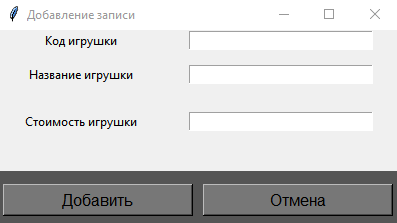 Добавление записи
Код игрушки
Название игрушки
Стоимость игрушки
Добавить Отмена